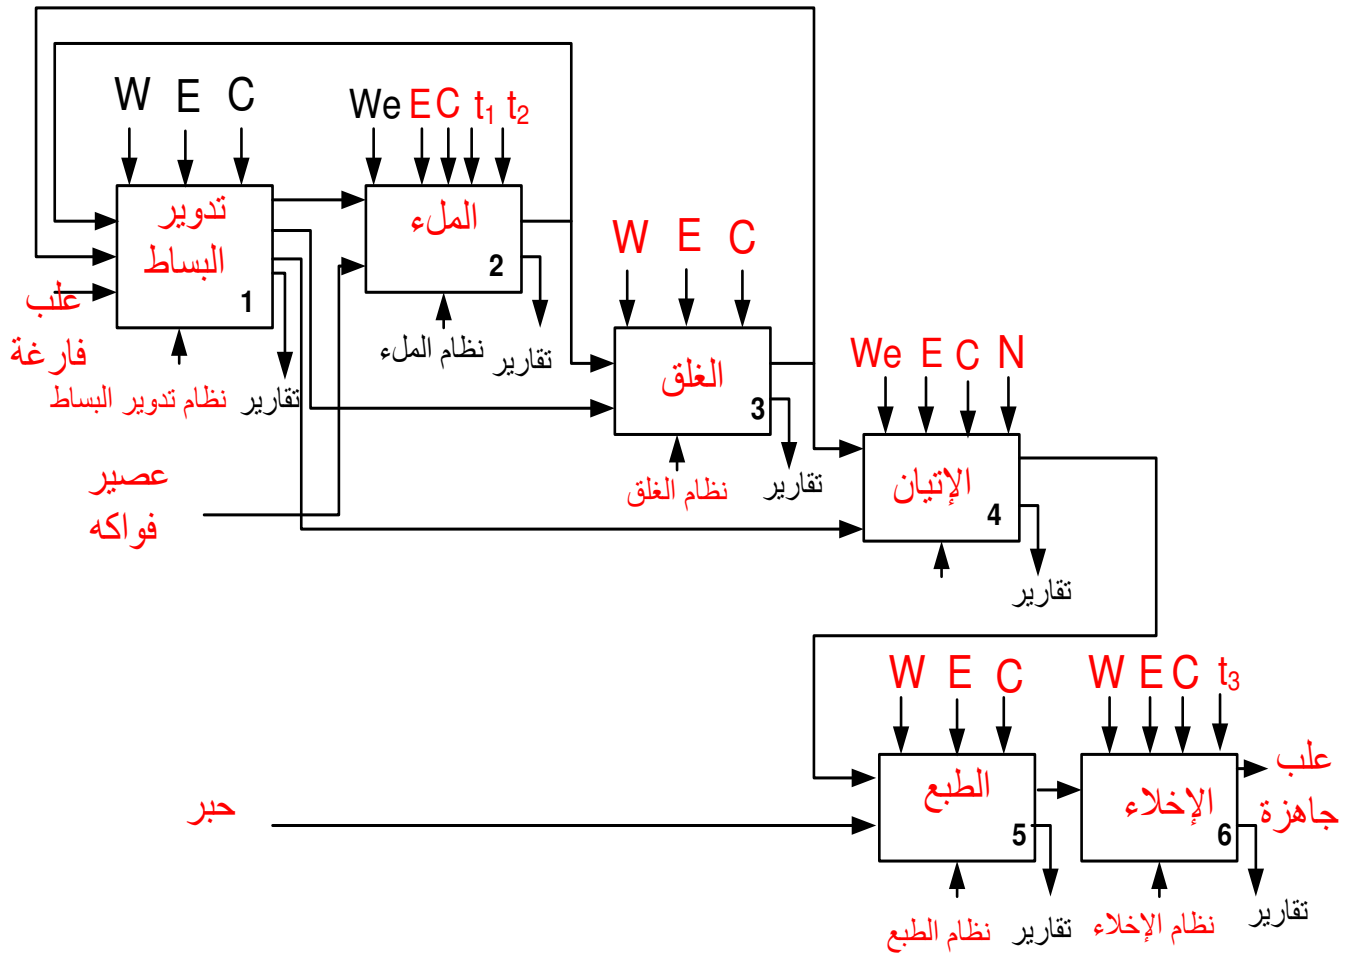 W E C
We E C t1 t2
تدوير
البساط
1
الملء
2
W E C
علب
فارغة
نظام تدوير البساط
تقارير
نظام الملء
تقارير
الغلق
3
We E C N
نظام الغلق
تقارير
الإتيان
4
عصير
فواكه
تقارير
W E C
W E C t3
الطبع
5
الإخلاء
6
علب
جاهزة
حبر
نظام الطبع
تقارير
نظام الإخلاء
تقارير